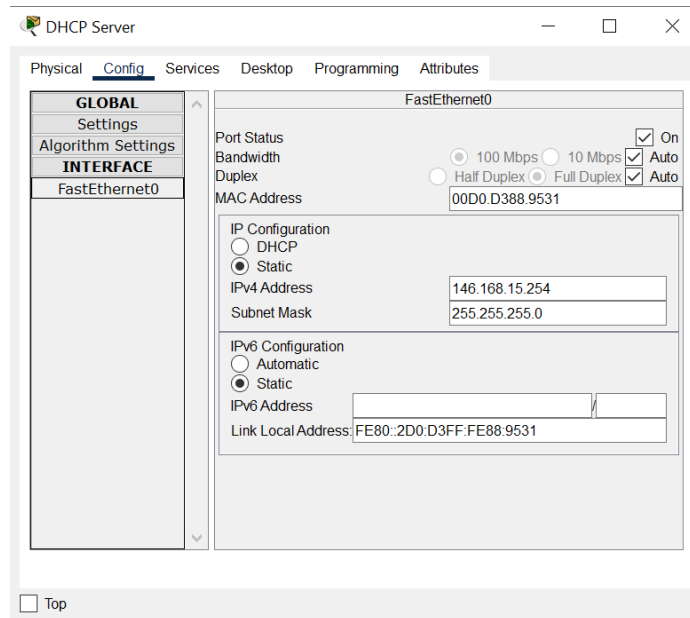 DHCP Server
Physical Config Services Desktop Programming Attributes
GLOBAL
Settings
Algorithm Settings
INTERFACE
FastEthernet0
FastEthernet0
Port Status On
Bandwidth 100 Mbps 10 Mbps Auto
Duplex Half Duplex Full Duplex Auto
MAC Address 00D0.D388.9531
IP Configuration
DHCP
Static
IPv4 Address 146.168.15.254
Subnet Mask 255.255.255.0
IPv6 Configuration
Automatic
Static
IPv6 Address /
Link Local Address: FE80::2D0:D3FF:FE88:9531
Top